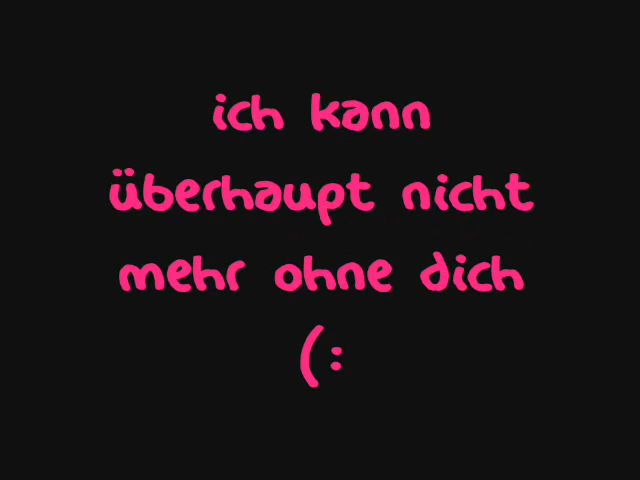 ich kann
überhaupt nicht
mehr ohne dich
(: